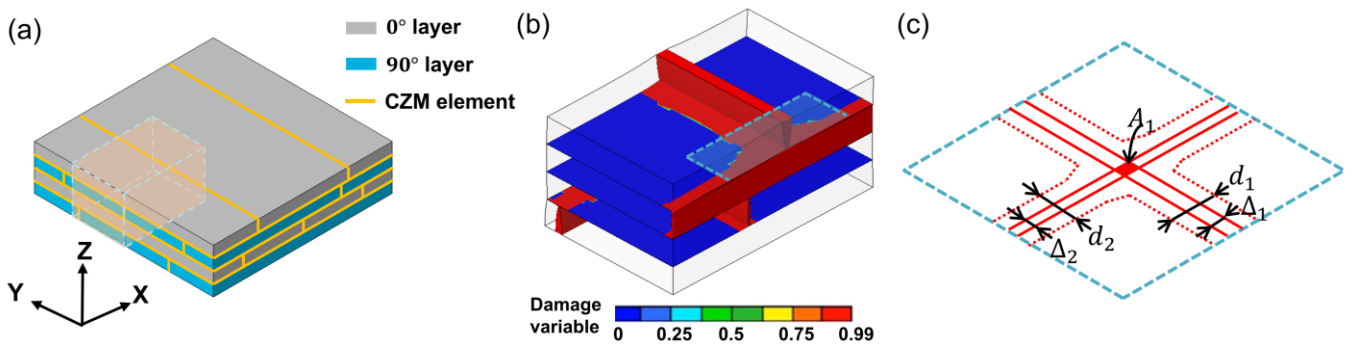 (a)
0° layer
90° layer
CZM element
Z
Y
X
(b)
Damage
variable
0 0.25 0.5 0.75 0.99
(c)
A₁
d₁
Δ₁
d₂
Δ₂